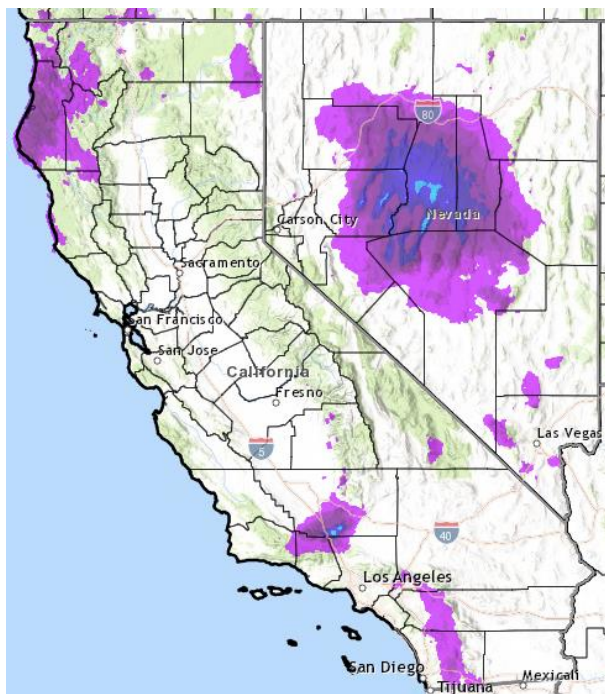 80
Nevada
Carson City
Sacramento
San Francisco
San Jose
California
Fresno
Las Vegas
5
40
Los Angeles
San Diego
Tijuana
Mexicali